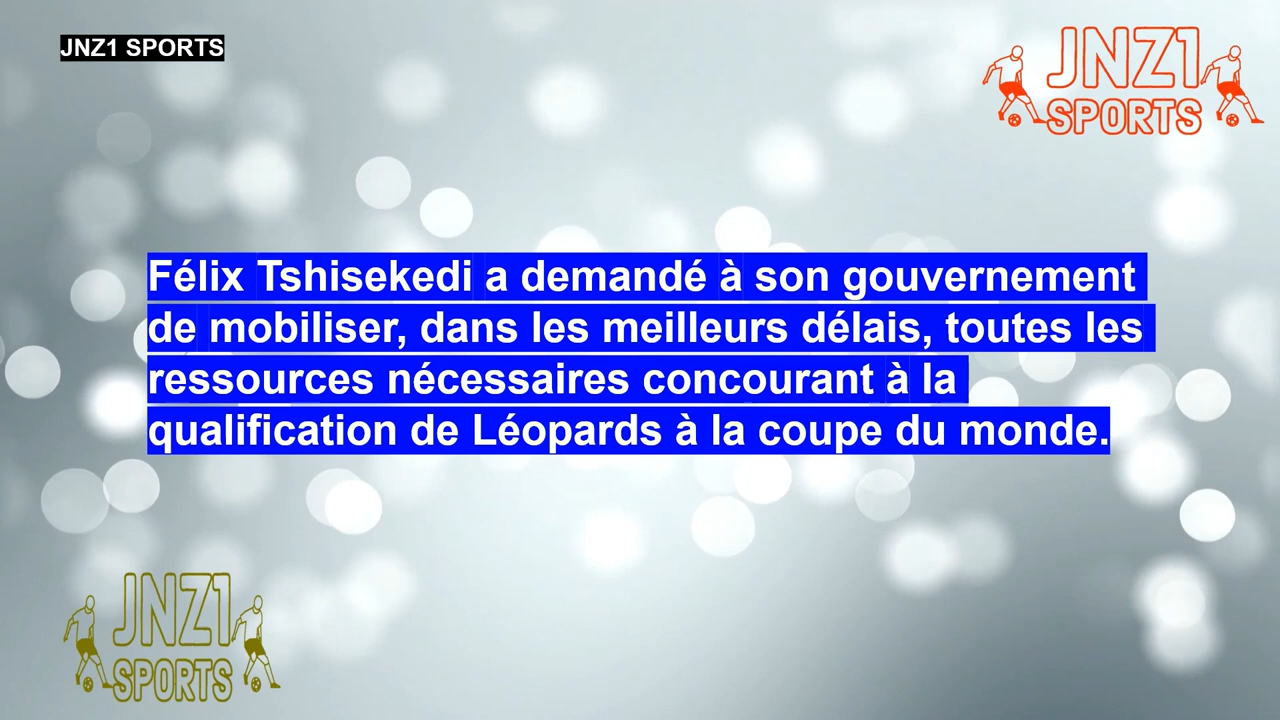 JNZ1 SPORTS
JNZ1
SPORTS
Félix Tshisekedi a demandé à son gouvernement
de mobiliser, dans les meilleurs délais, toutes les
ressources nécessaires concourant à la
qualification de Léopards à la coupe du monde.
JNZ1
SPORTS